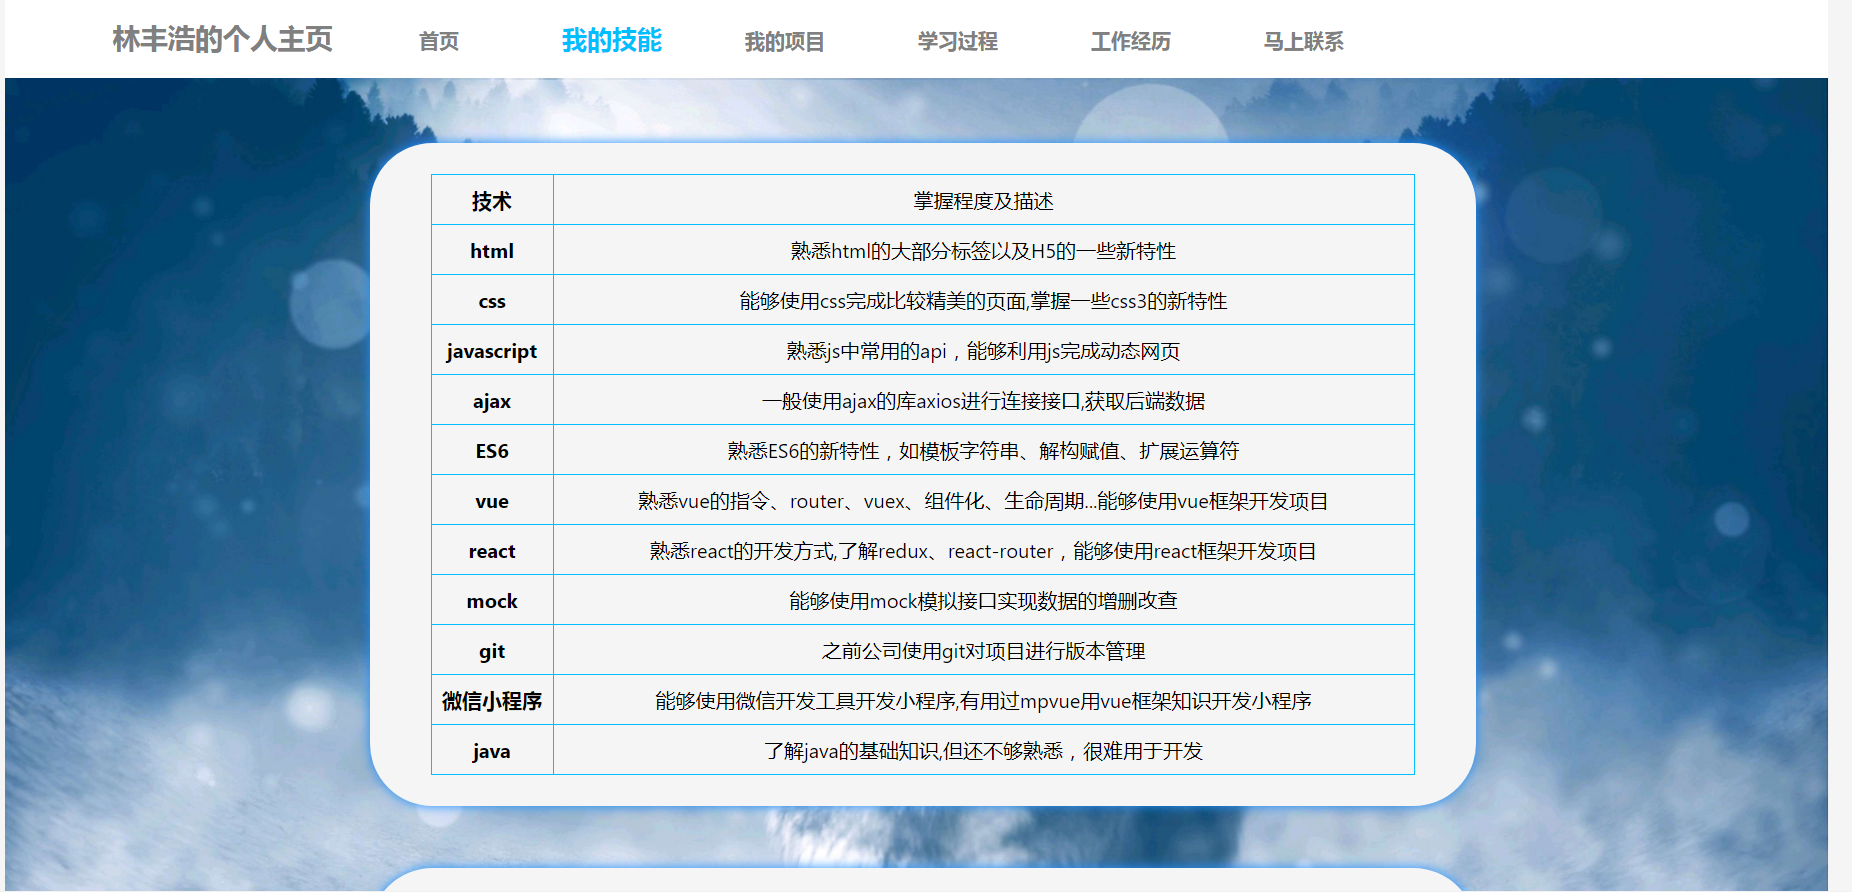 林丰浩的个人主页 首页 我的技能 我的项目 学习过程 工作经历 马上联系
技术 掌握程度及描述
html 熟悉html的大部分标签以及H5的一些新特性
css 能够使用css完成比较精美的页面,掌握一些css3的新特性
javascript 熟悉js中常用的api，能够利用js完成动态网页
ajax 一般使用ajax的库axios进行连接接口,获取后端数据
ES6 熟悉ES6的新特性，如模板字符串、解构赋值、扩展运算符
vue 熟悉vue的指令、router、vuex、组件化、生命周期...能够使用vue框架开发项目
react 熟悉react的开发方式,了解redux、react-router，能够使用react框架开发项目
mock 能够使用mock模拟接口实现数据的增删改查
git 之前公司使用git对项目进行版本管理
微信小程序 能够使用微信开发工具开发小程序,有用过mpvue用vue框架知识开发小程序
java 了解java的基础知识,但还不够熟悉，很难用于开发